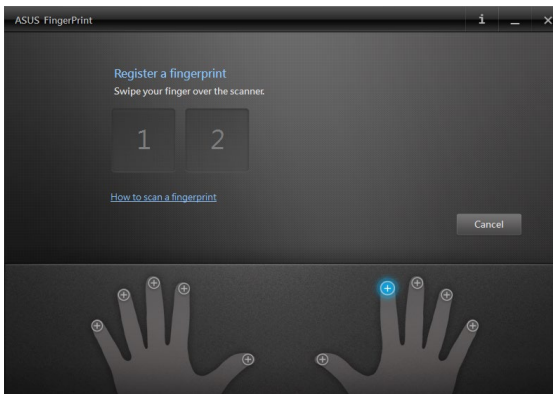 ASUS FingerPrint
Register a fingerprint
Swipe your finger over the scanner.
1 2
How to scan a fingerprint
Cancel